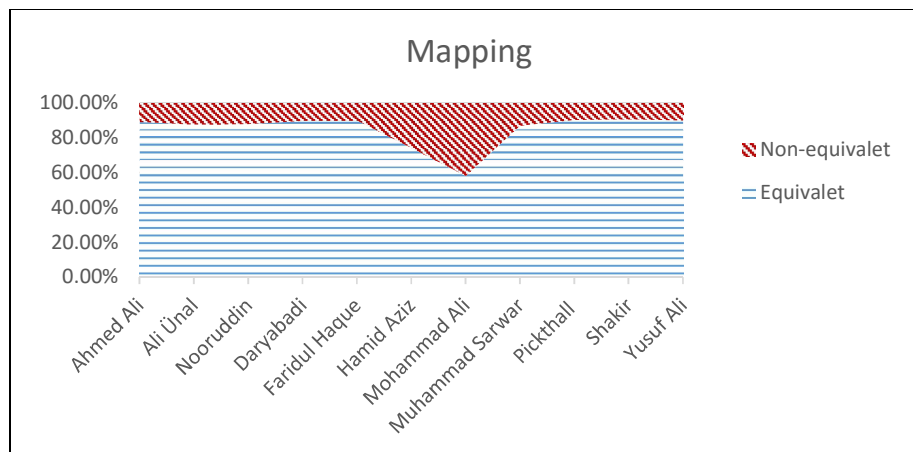 Mapping
100.00%
80.00%
60.00%
40.00%
20.00%
0.00%
Ahmed Ali
Ali Ünal
Nooruddin
Daryabadi
Faridul Haque
Hamid Aziz
Mohammad Ali
Muhammad Sarwar
Pickthall
Shakir
Yusuf Ali
Non-equivalet
Equivalet